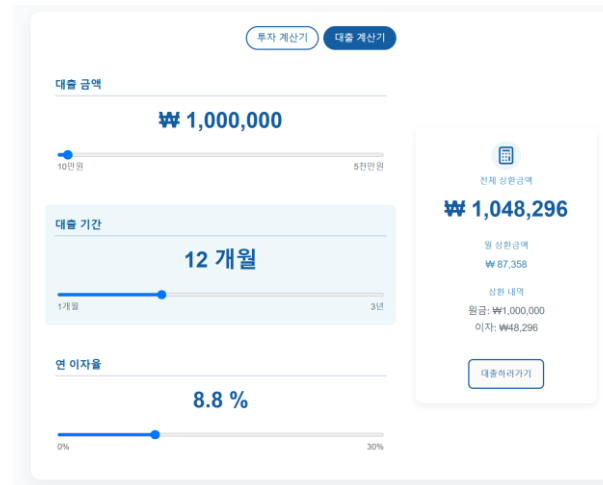 투자 계산기
대출 계산기
대출 금액
₩ 1,000,000
10만원
5천만원
대출 기간
12 개월
1개월
3년
연 이자율
8.8 %
0%
30%
전체 상환금액
₩ 1,048,296
월 상환금액
₩ 87,358
상환 내역
원금: ₩1,000,000
이자: ₩48,296
대출하러가기